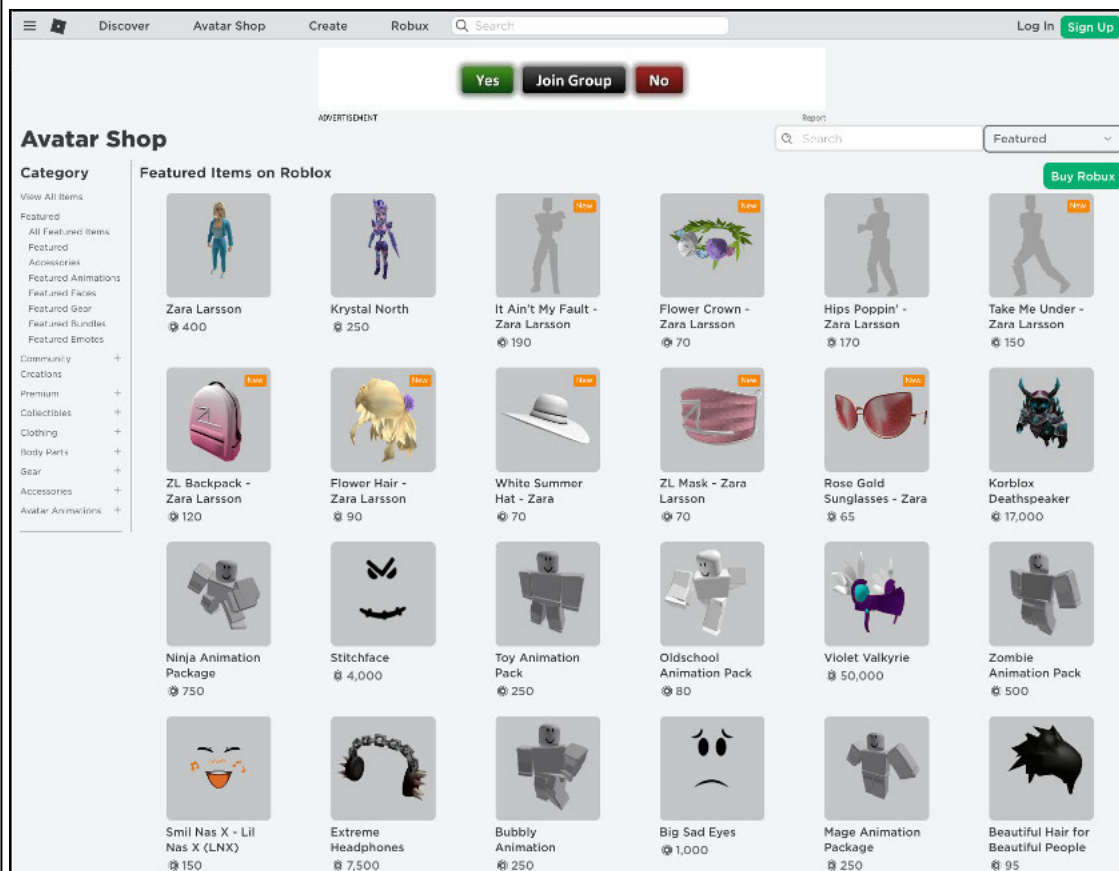 Discover Avatar Shop Create Robux Search Log In Sign Up
Yes Join Group No
ADVERTISEMENT Report
Avatar Shop
Search Featured
Category
View All Items
Featured
All Featured Items
Featured
Accessories
Featured Animations
Featured Faces
Featured Gear
Featured Bundles
Featured Emotes
Community +
Creations
Premium +
Collectibles +
Clothing +
Body Parts +
Gear +
Accessories +
Avatar Animations +
Featured Items on Roblox
Buy Robux
New New New
Zara Larsson Krystal North It Ain't My Fault - Flower Crown - Hips Poppin' - Take Me Under -
400 250 Zara Larsson Zara Larsson Zara Larsson Zara Larsson
190 70 170 150
New New New New New
ZL Backpack - Flower Hair - White Summer ZL Mask - Zara Rose Gold Korblox
Zara Larsson Zara Larsson Hat - Zara Larsson Sunglasses - Zara Deathspeaker
120 90 70 70 65 17,000
Ninja Animation Stitchface Toy Animation Oldschool Violet Valkyrie Zombie
Package 4,000 Pack Animation Pack 50,000 Animation Pack
750 250 80 500
Smil Nas X - Lil Extreme Bubbly Big Sad Eyes Mage Animation Beautiful Hair for
Nas X (LNX) Headphones Animation 1,000 Package Beautiful People
150 7,500 250 250 95